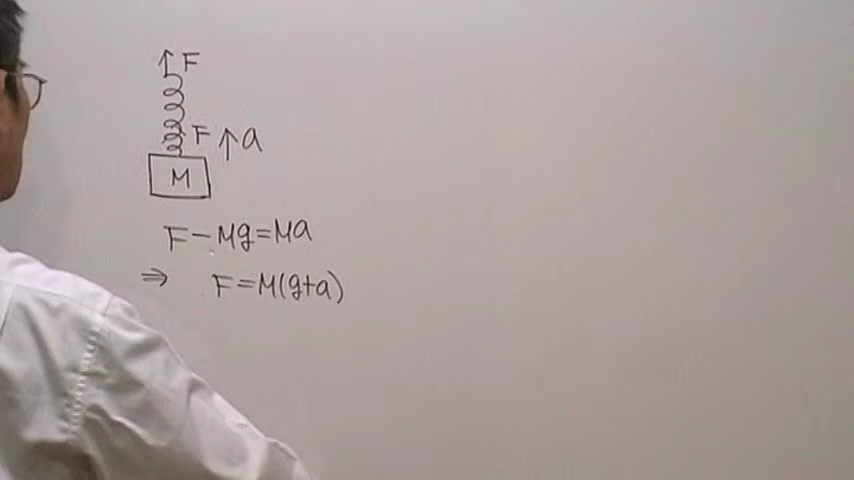 ↑F
F ↑a
M
F-Mg=Ma
⇒ F=M(g+a)